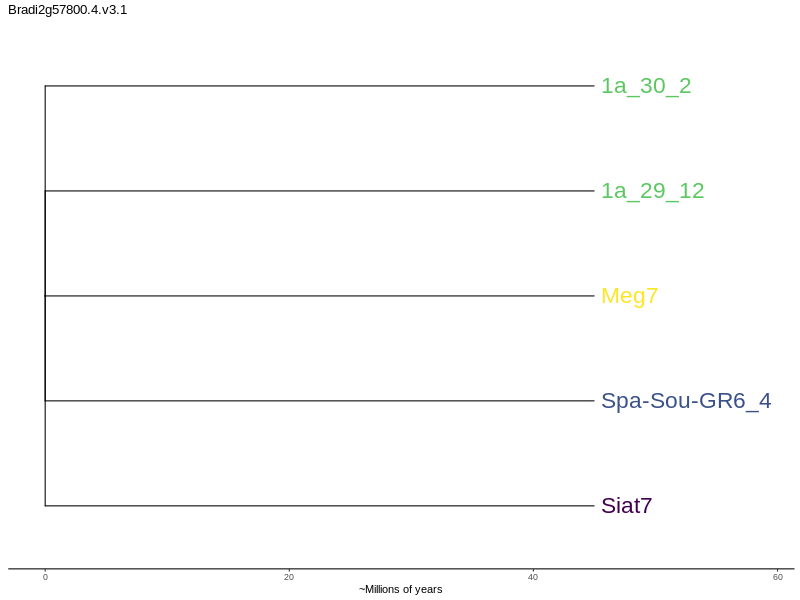 Bradi2g57800.4.v3.1
1a_30_2
1a_29_12
Meg7
Spa-Sou-GR6_4
Siat7
0 20 40 60
~Millions of years